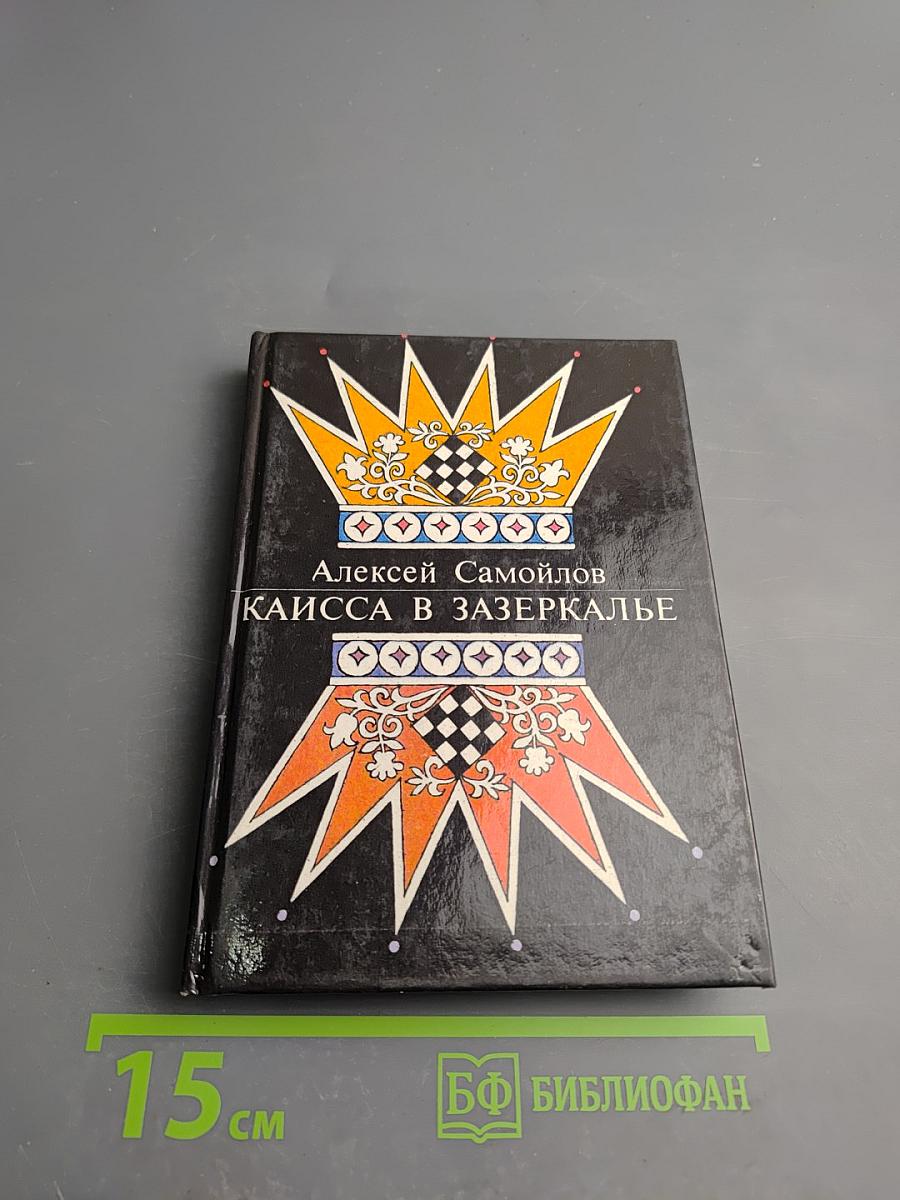 Алексей Самойлов
КАИССА В ЗАЗЕРКАЛЬЕ
15 см
БФ БИБЛИОФАН